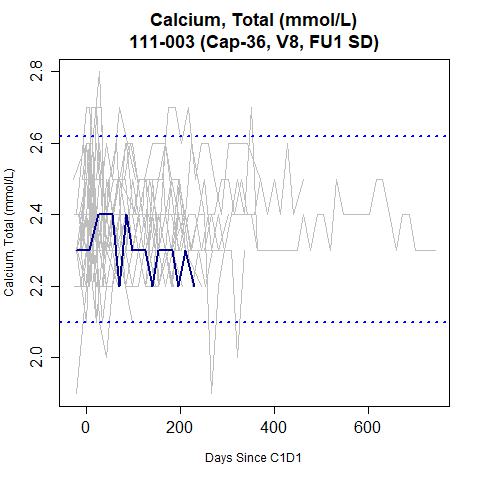 Calcium, Total (mmol/L)
111-003 (Cap-36, V8, FU1 SD)
Calcium, Total (mmol/L)
2.8
2.6
2.4
2.2
2.0
0
200
400
600
Days Since C1D1